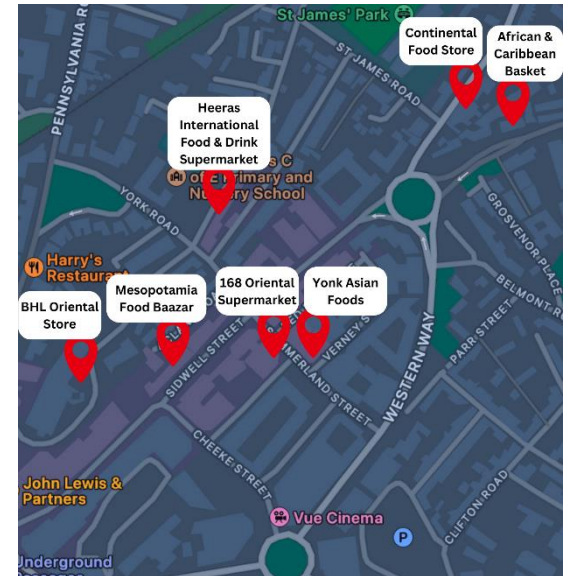 St James' Park
PENNSYLVANIA R
ST JAMES ROAD
Continental
Food Store
African &
Caribbean
Basket
Heeras
International
Food & Drink
Supermarket
s C
of E Primary and
Nursery School
YORK ROAD
GROSVENOR PLACE
Harry's
Restaurant
BHL Oriental
Store
Mesopotamia
Food Baazar
168 Oriental
Supermarket
Yonk Asian
Foods
BELMONT R
SIDWELL STREET
VERNEY S
MMERLAND STREET
PARR STREET
WESTERN WAY
CHEEKE STREET
John Lewis &
Partners
Vue Cinema
P
CLIFTON ROAD
Underground